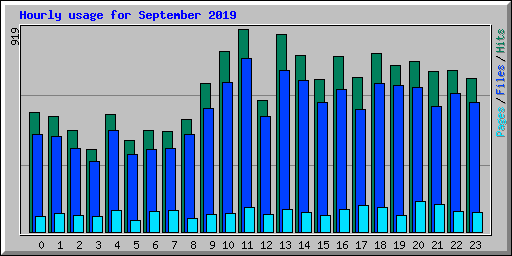 Hourly usage for September 2019
919
Pages/Files/Hits
0 1 2 3 4 5 6 7 8 9 10 11 12 13 14 15 16 17 18 19 20 21 22 23